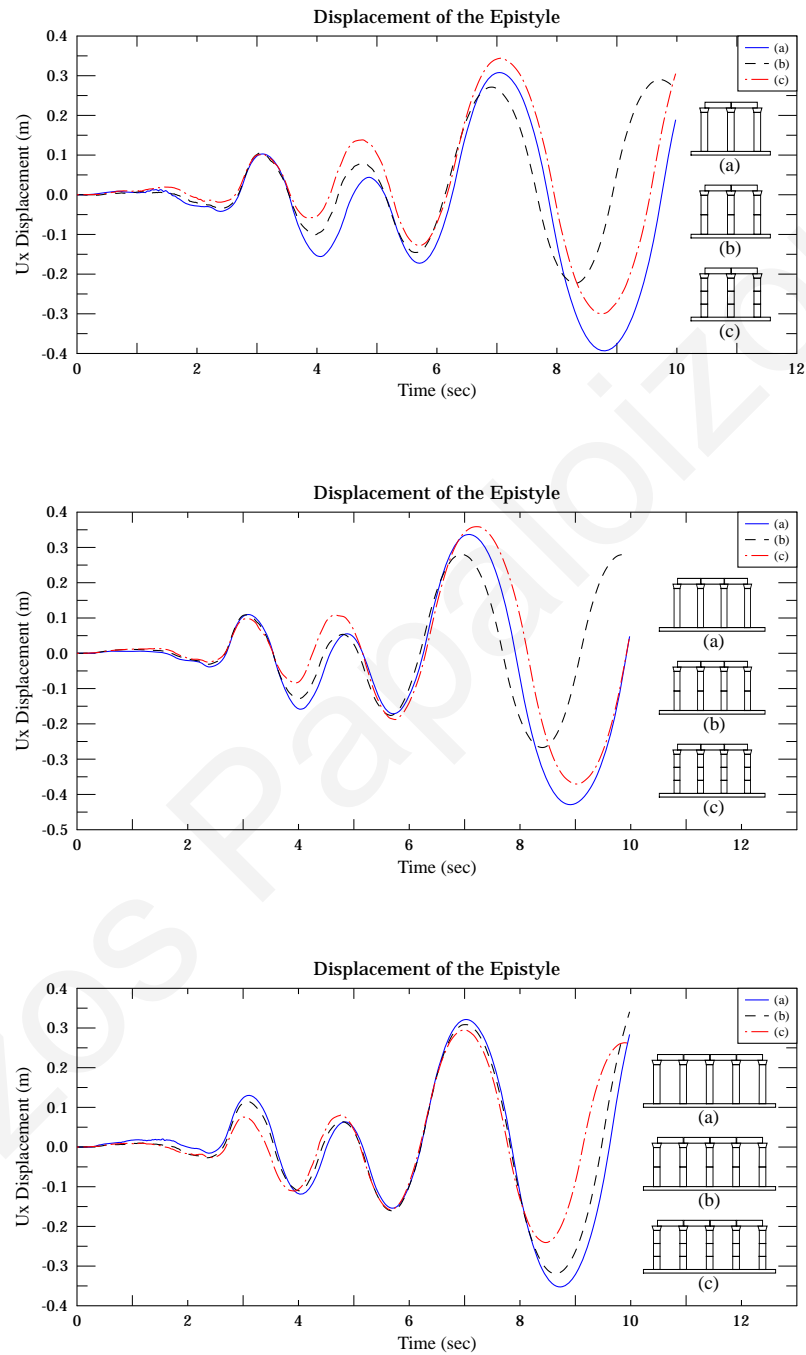 Displacement of the Epistyle
Ux Displacement (m)
0.4
0.3
0.2
0.1
0.0
-0.1
-0.2
-0.3
-0.4
0 2 4 6 8 10 12
Time (sec)
(a)
(b)
(c)
(a)
(b)
(c)
Displacement of the Epistyle
Ux Displacement (m)
0.4
0.3
0.2
0.1
0.0
-0.1
-0.2
-0.3
-0.4
-0.5
0 2 4 6 8 10 12
Time (sec)
(a)
(b)
(c)
(a)
(b)
(c)
Displacement of the Epistyle
Ux Displacement (m)
0.4
0.3
0.2
0.1
0.0
-0.1
-0.2
-0.3
-0.4
0 2 4 6 8 10 12
Time (sec)
(a)
(b)
(c)
(a)
(b)
(c)